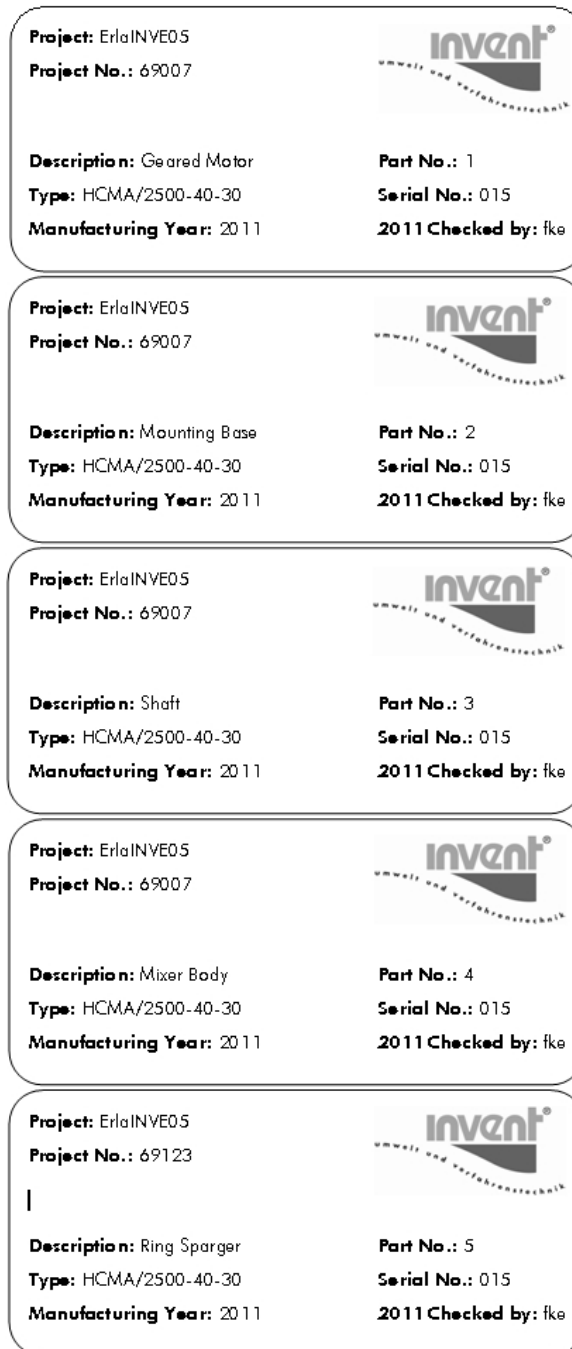 Project: ErlaINVE05
invent®
Project No.: 69007
umwelt und verfahrenstechnik
Description: Geared Motor Part No.: 1
Type: HCMA/2500-40-30 Serial No.: 015
Manufacturing Year: 2011 2011 Checked by: fke
Project: ErlaINVE05
invent®
Project No.: 69007
umwelt und verfahrenstechnik
Description: Mounting Base Part No.: 2
Type: HCMA/2500-40-30 Serial No.: 015
Manufacturing Year: 2011 2011 Checked by: fke
Project: ErlaINVE05
invent®
Project No.: 69007
umwelt und verfahrenstechnik
Description: Shaft Part No.: 3
Type: HCMA/2500-40-30 Serial No.: 015
Manufacturing Year: 2011 2011 Checked by: fke
Project: ErlaINVE05
invent®
Project No.: 69007
umwelt und verfahrenstechnik
Description: Mixer Body Part No.: 4
Type: HCMA/2500-40-30 Serial No.: 015
Manufacturing Year: 2011 2011 Checked by: fke
Project: ErlaINVE05
invent®
Project No.: 69123
umwelt und verfahrenstechnik
Description: Ring Sparger Part No.: 5
Type: HCMA/2500-40-30 Serial No.: 015
Manufacturing Year: 2011 2011 Checked by: fke